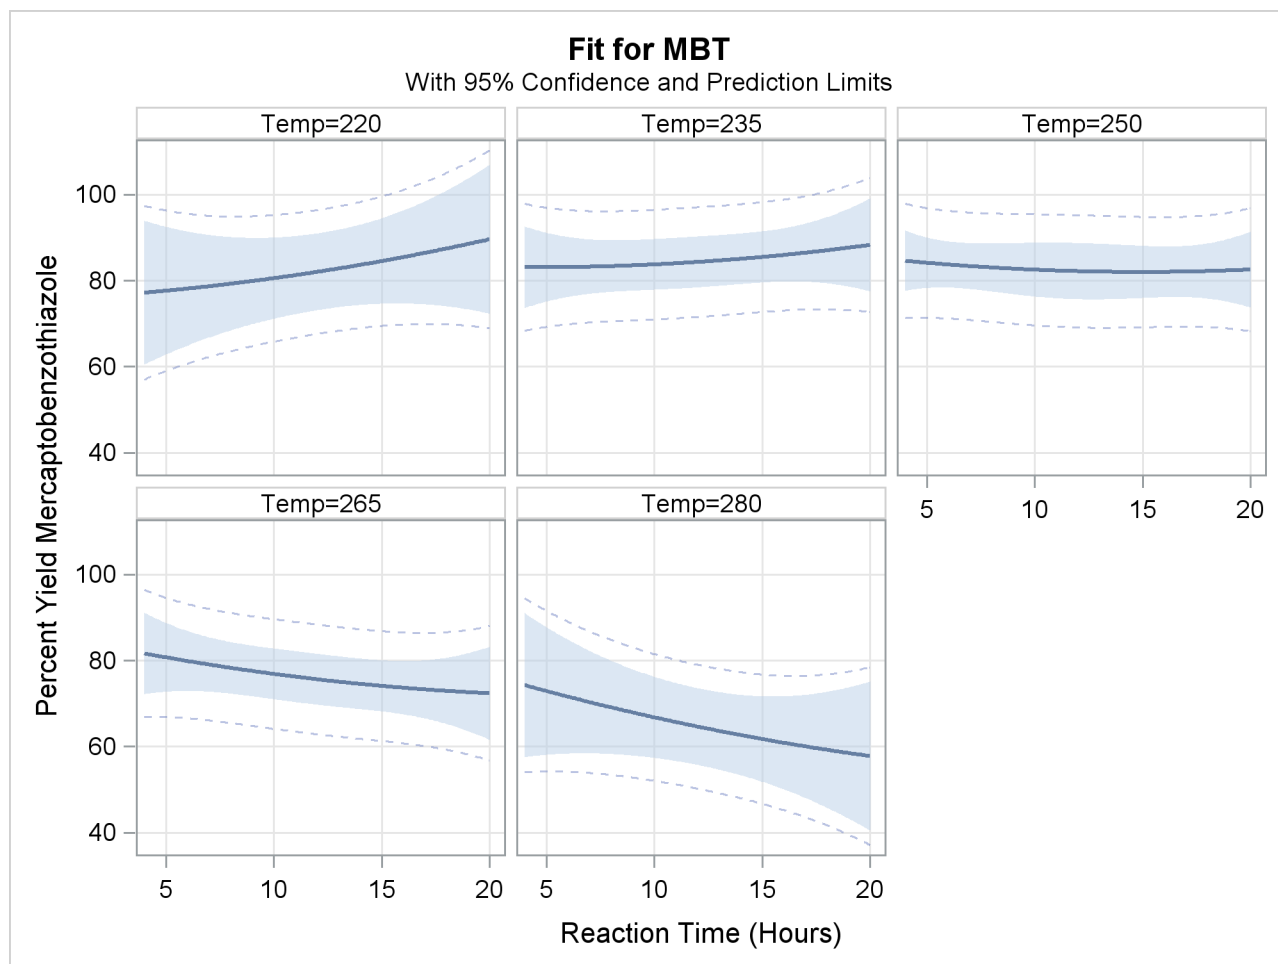 Fit for MBT
With 95% Confidence and Prediction Limits
Temp=220
Temp=235
Temp=250
100
80
60
40
5 10 15 20
Temp=265
Temp=280
100
80
60
40
5 10 15 20
5 10 15 20
Percent Yield Mercaptobenzothiazole
Reaction Time (Hours)